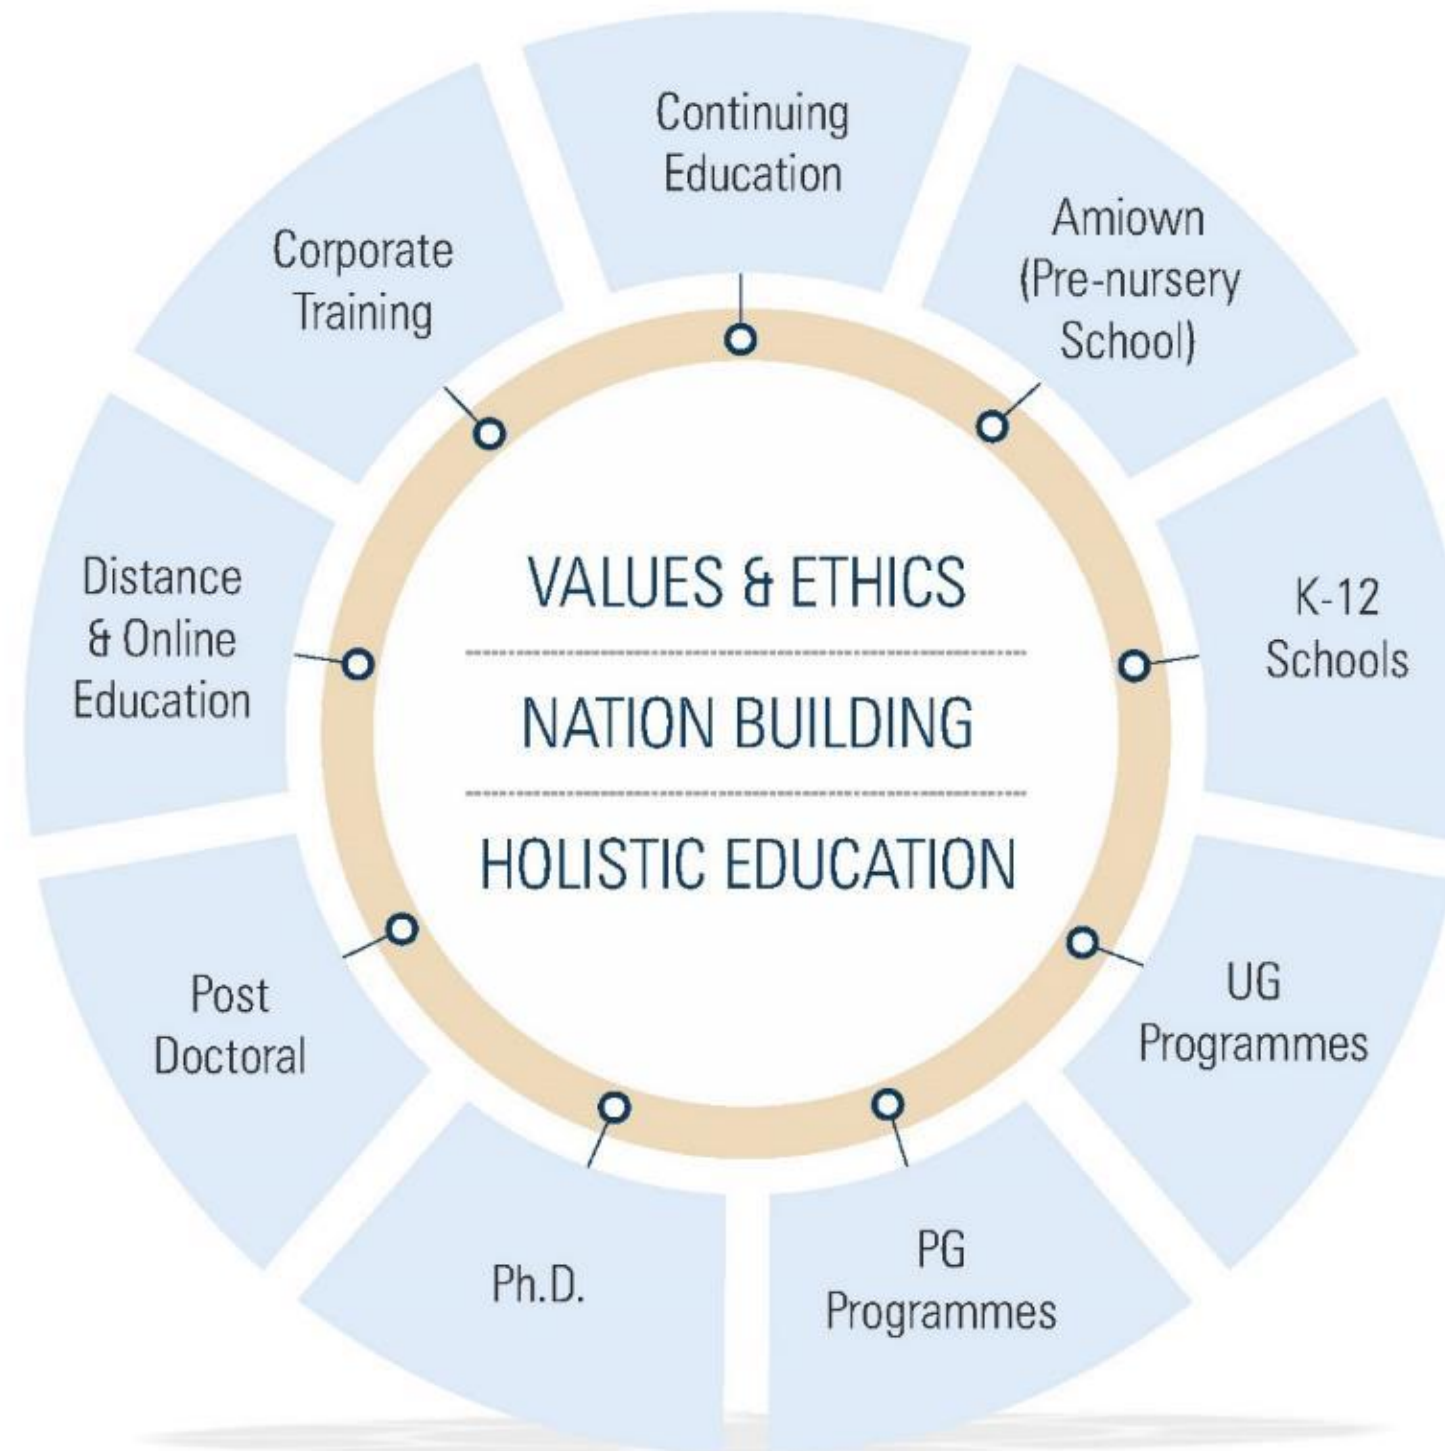 Continuing
Education
Amiown
(Pre-nursery
School)
K-12
Schools
UG
Programmes
PG
Programmes
Ph.D.
Post
Doctoral
Distance
& Online
Education
Corporate
Training
VALUES & ETHICS
NATION BUILDING
HOLISTIC EDUCATION